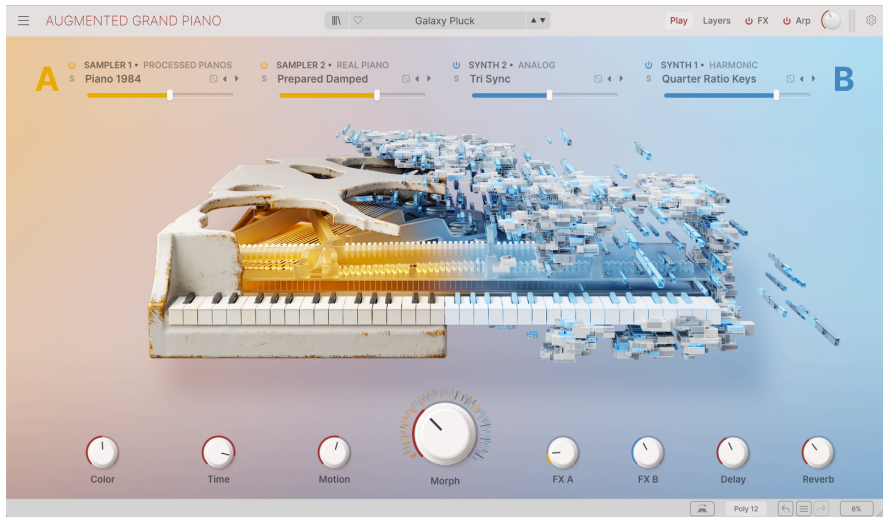 AUGMENTED GRAND PIANO
Galaxy Pluck
Play Layers FX Arp
A
SAMPLER 1 • PROCESSED PIANOS
S Piano 1984
SAMPLER 2 • REAL PIANO
S Prepared Damped
SYNTH 2 • ANALOG
S Tri Sync
SYNTH 1 • HARMONIC
S Quarter Ratio Keys
B
Color Time Motion Morph FX A FX B Delay Reverb
Poly 12 6%